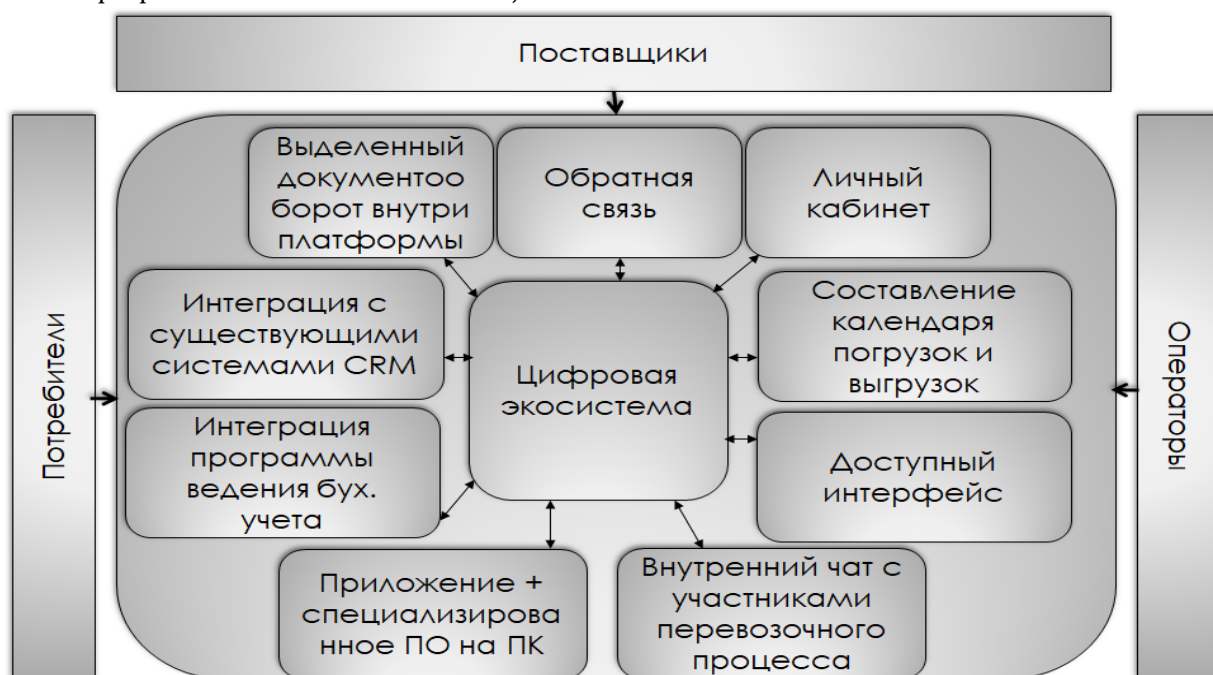 Поставщики
Выделенный
документоо
борот внутри
платформы
Обратная
связь
Личный
кабинет
Интеграция с
существующими
системами CRM
Составление
календаря
погрузок и
выгрузок
Потребители
Цифровая
экосистема
Операторы
Интеграция
программы
ведения бух.
учета
Доступный
интерфейс
Приложение +
специализирова
нное ПО на ПК
Внутренний чат с
участниками
перевозочного
процесса